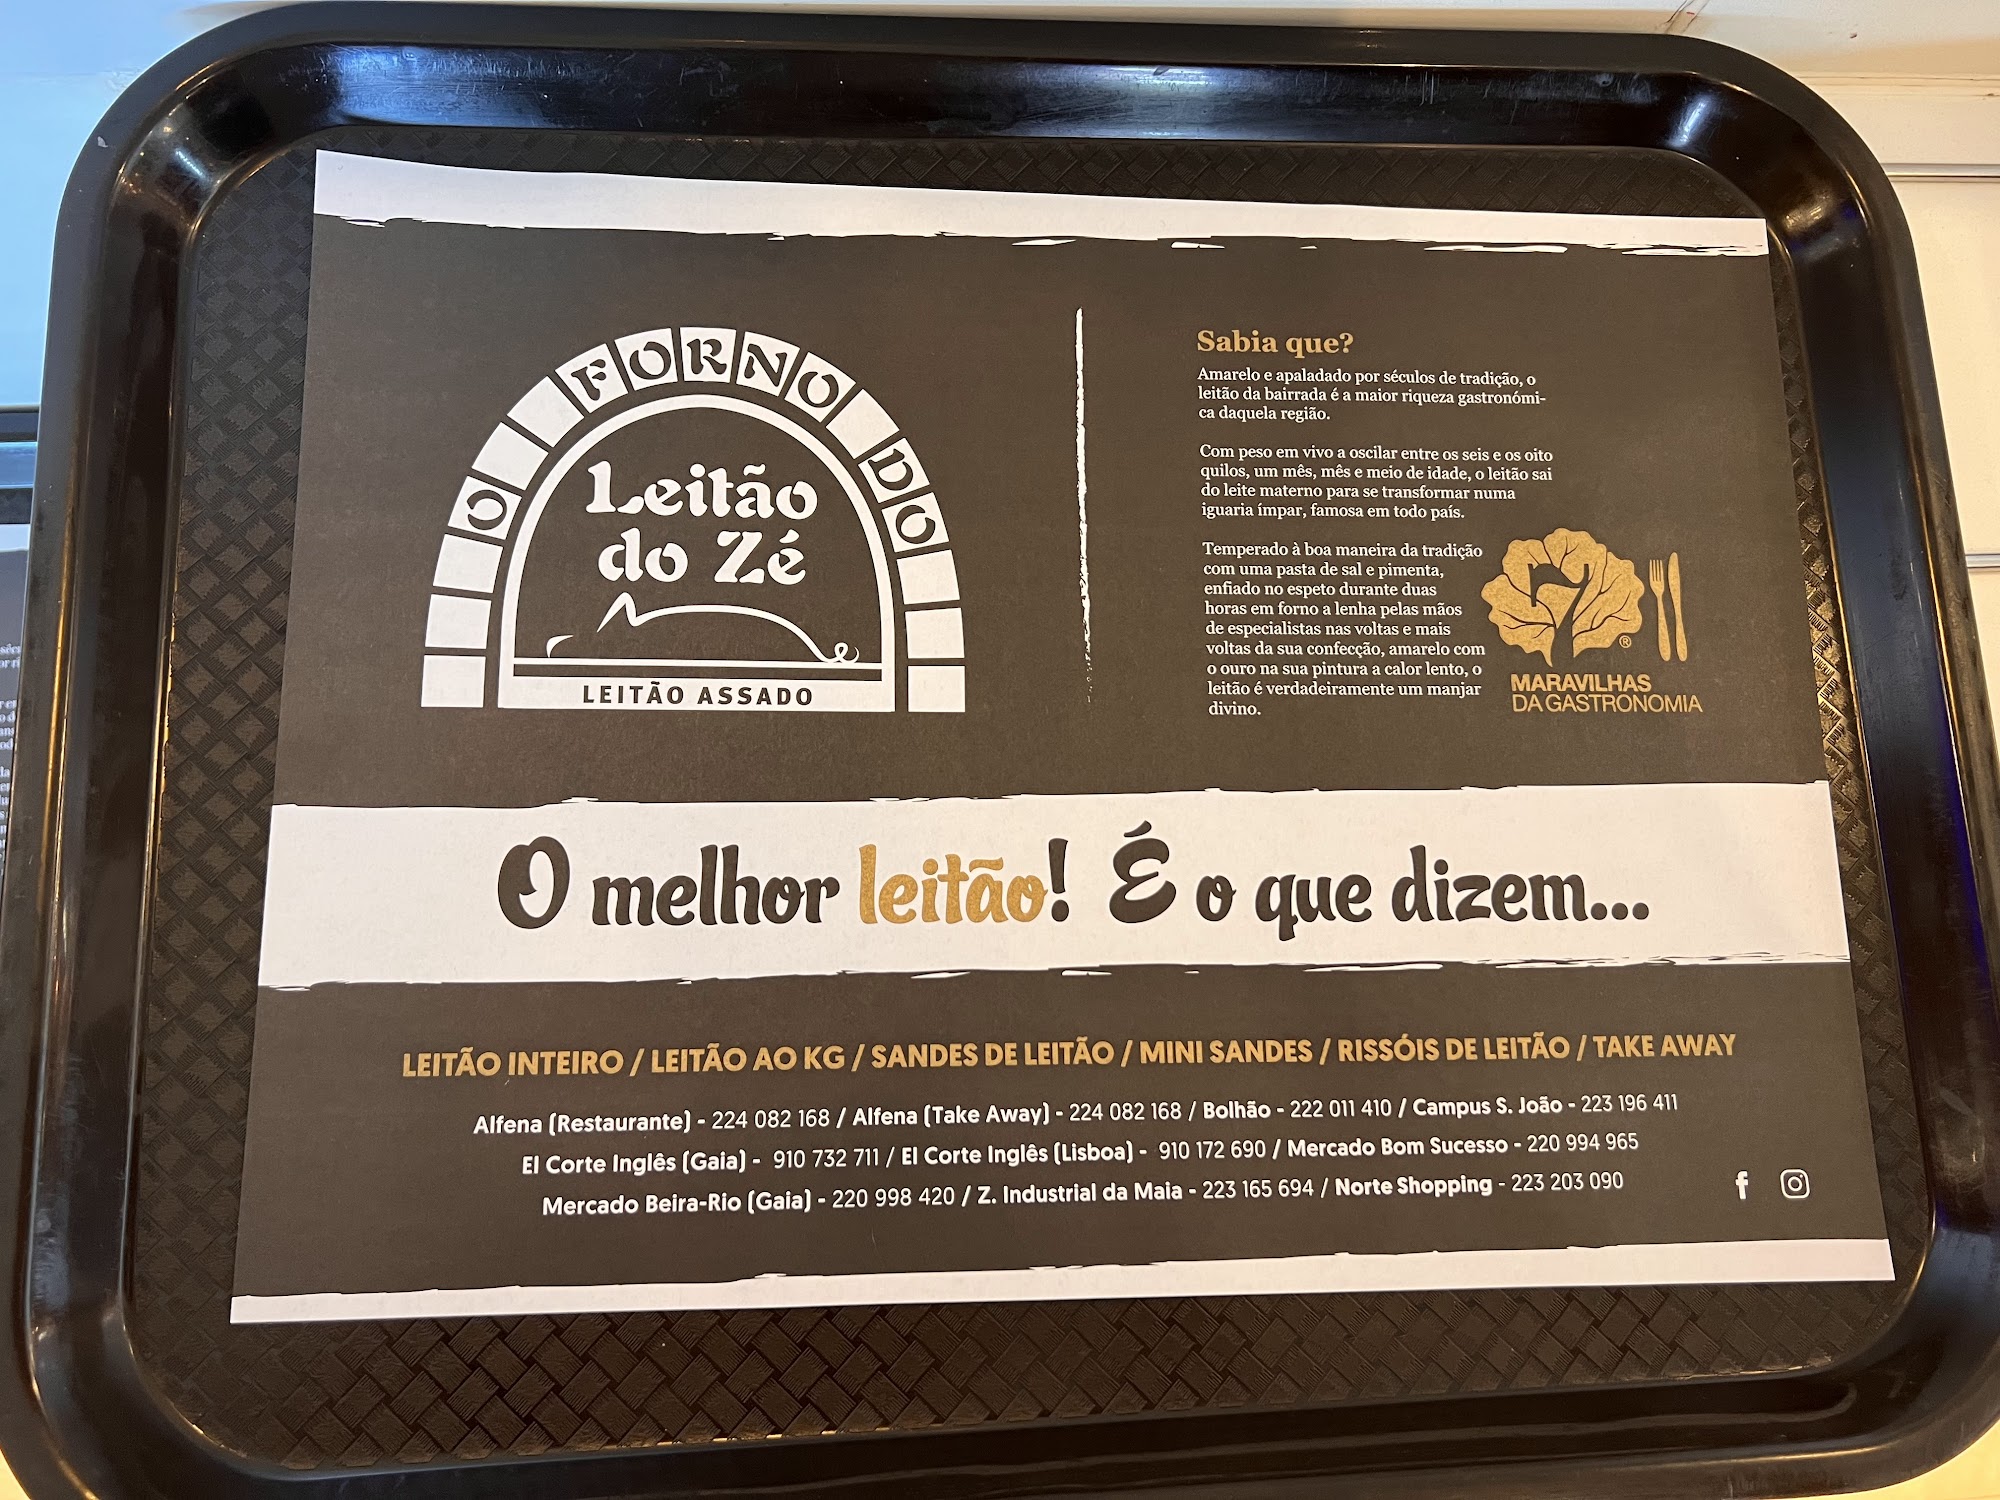 O FORNO DO
Leitão
do Zé
LEITÃO ASSADO
Sabia que?
Amarelo e apaladado por séculos de tradição, o
leitão da bairrada é a maior riqueza gastronómi-
ca daquela região.
Com peso em vivo a oscilar entre os seis e os oito
quilos, um mês, mês e meio de idade, o leitão sai
do leite materno para se transformar numa
iguaria ímpar, famosa em todo país.
Temperado à boa maneira da tradição
com uma pasta de sal e pimenta,
enfiado no espeto durante duas
horas em forno a lenha pelas mãos
de especialistas nas voltas e mais
voltas da sua confecção, amarelo com
o ouro na sua pintura a calor lento, o
leitão é verdadeiramente um manjar
divino.
7
®
MARAVILHAS
DA GASTRONOMIA
O melhor leitão! É o que dizem...
LEITÃO INTEIRO / LEITÃO AO KG / SANDES DE LEITÃO / MINI SANDES / RISSÓIS DE LEITÃO / TAKE AWAY
Alfena (Restaurante) - 224 082 168 / Alfena (Take Away) - 224 082 168 / Bolhão - 222 011 410 / Campus S. João - 223 196 411
El Corte Inglês (Gaia) - 910 732 711 / El Corte Inglês (Lisboa) - 910 172 690 / Mercado Bom Sucesso - 220 994 965
Mercado Beira-Rio (Gaia) - 220 998 420 / Z. Industrial da Maia - 223 165 694 / Norte Shopping - 223 203 090